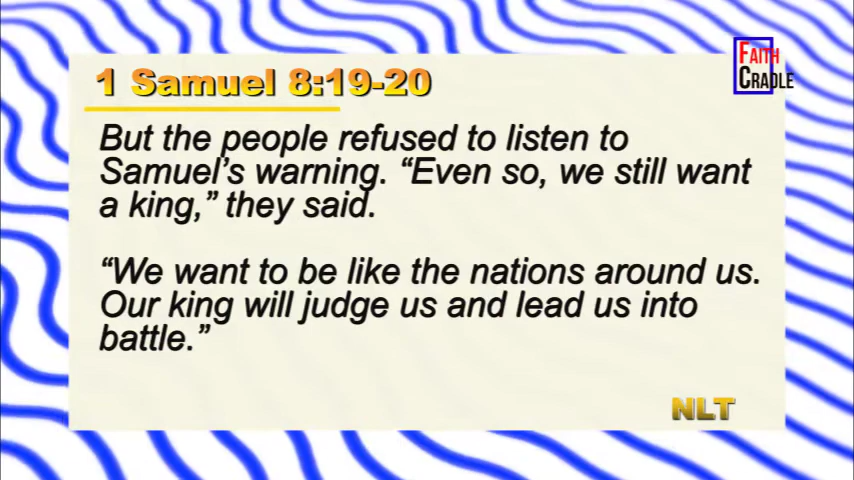 FAITH
CRADLE
1 Samuel 8:19-20
But the people refused to listen to
Samuel’s warning. “Even so, we still want
a king,” they said.
“We want to be like the nations around us.
Our king will judge us and lead us into
battle.”
NLT